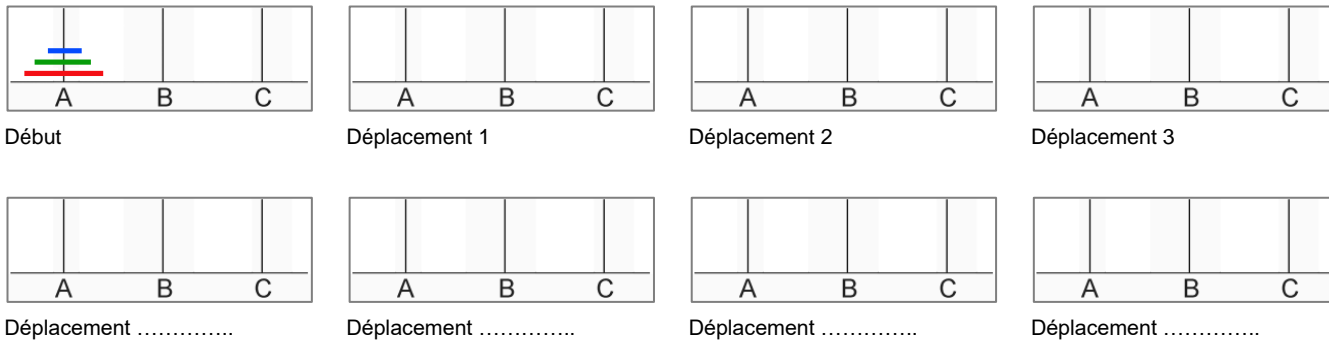 A B C A B C A B C A B C
Début Déplacement 1 Déplacement 2 Déplacement 3
A B C A B C A B C A B C
Déplacement ………….. Déplacement ………….. Déplacement ………….. Déplacement …………..